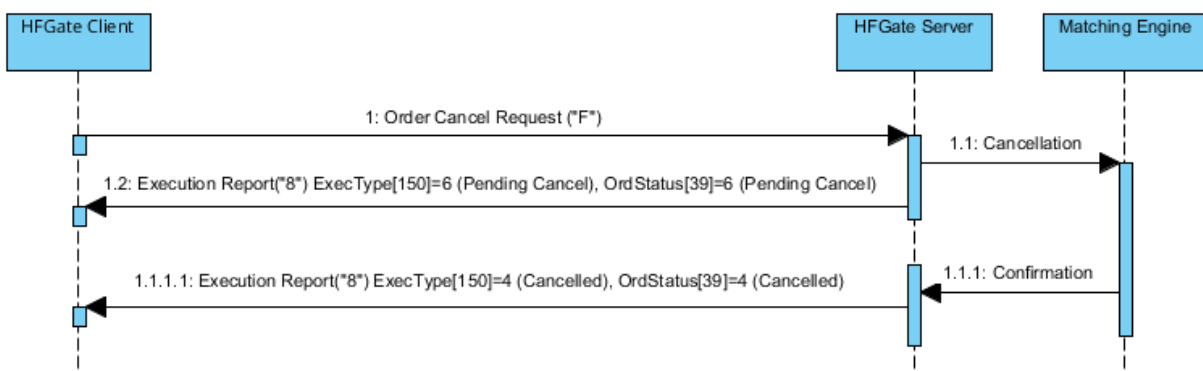 HFGate Client
HFGate Server
Matching Engine
1: Order Cancel Request ("F")
1.1: Cancellation
1.2: Execution Report("8") ExecType[150]=6 (Pending Cancel), OrdStatus[39]=6 (Pending Cancel)
1.1.1: Confirmation
1.1.1.1: Execution Report("8") ExecType[150]=4 (Cancelled), OrdStatus[39]=4 (Cancelled)